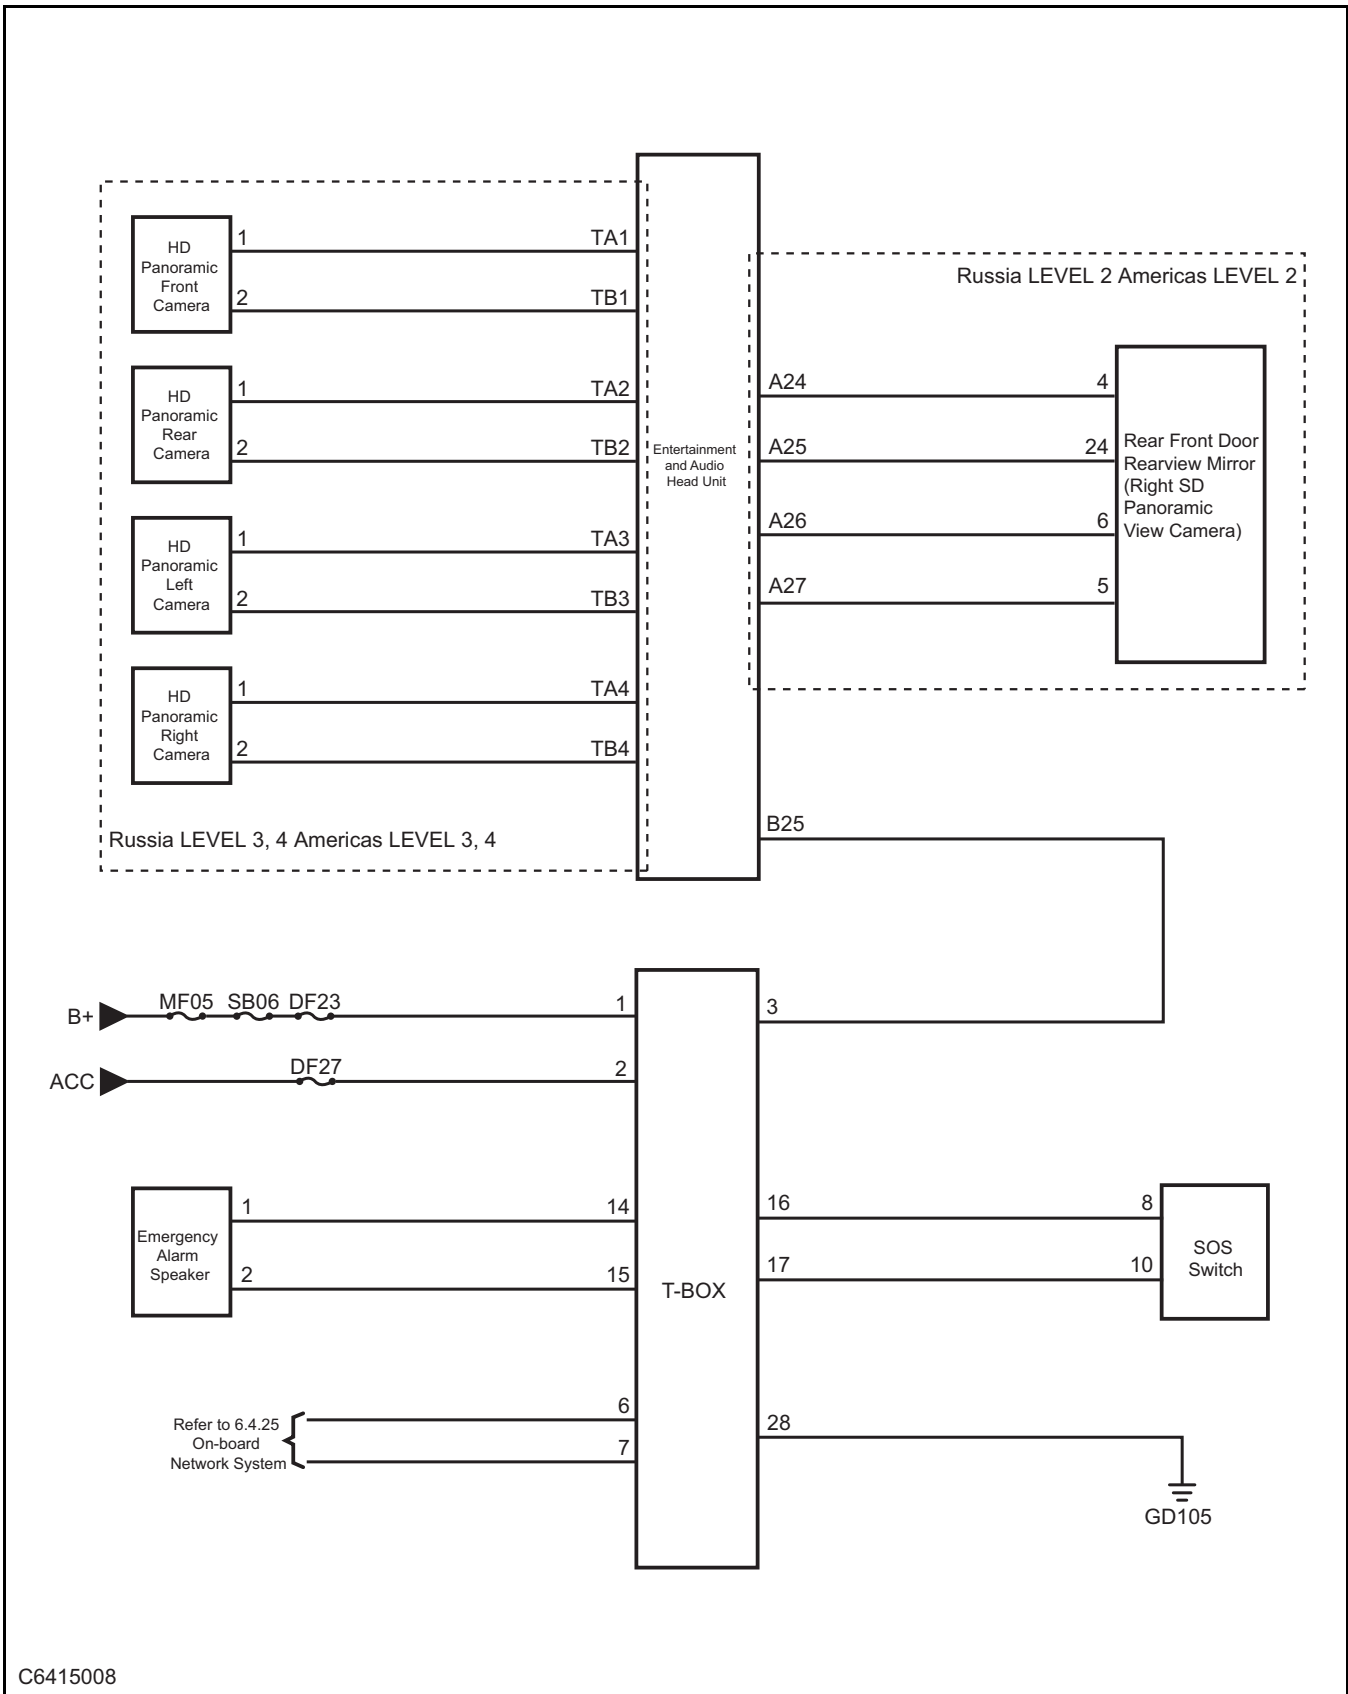 HD
Panoramic
Front
Camera
1
TA1
2
TB1
HD
Panoramic
Rear
Camera
1
TA2
2
TB2
HD
Panoramic
Left
Camera
1
TA3
2
TB3
HD
Panoramic
Right
Camera
1
TA4
2
TB4
Russia LEVEL 3, 4 Americas LEVEL 3, 4
Entertainment
and Audio
Head Unit
Russia LEVEL 2 Americas LEVEL 2
A24
4
A25
24
A26
6
A27
5
Rear Front Door
Rearview Mirror
(Right SD
Panoramic
View Camera)
B25
B+
MF05 SB06 DF23
1
3
ACC
DF27
2
Emergency
Alarm
Speaker
1
14
2
15
T-BOX
16
8
17
10
SOS
Switch
Refer to 6.4.25
On-board
Network System
6
7
28
GD105
C6415008